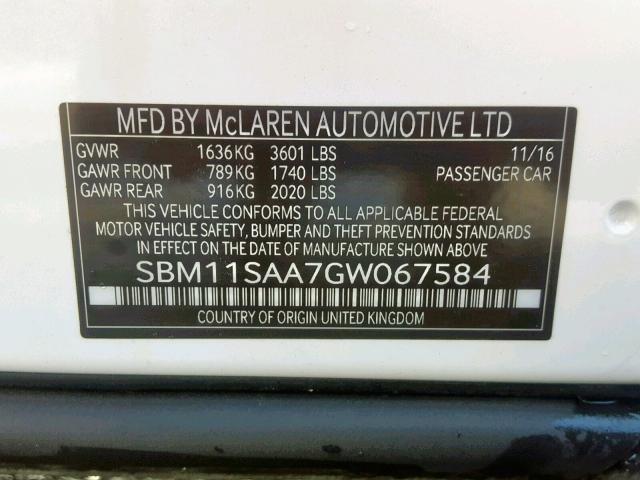 MFD BY McLAREN AUTOMOTIVE LTD
GVWR 1636KG 3601 LBS 11/16
GAWR FRONT 789KG 1740 LBS PASSENGER CAR
GAWR REAR 916KG 2020 LBS
THIS VEHICLE CONFORMS TO ALL APPLICABLE FEDERAL
MOTOR VEHICLE SAFETY, BUMPER AND THEFT PREVENTION STANDARDS
IN EFFECT ON THE DATE OF MANUFACTURE SHOWN ABOVE.
SBM11SAA7GW067584
COUNTRY OF ORIGIN UNITED KINGDOM